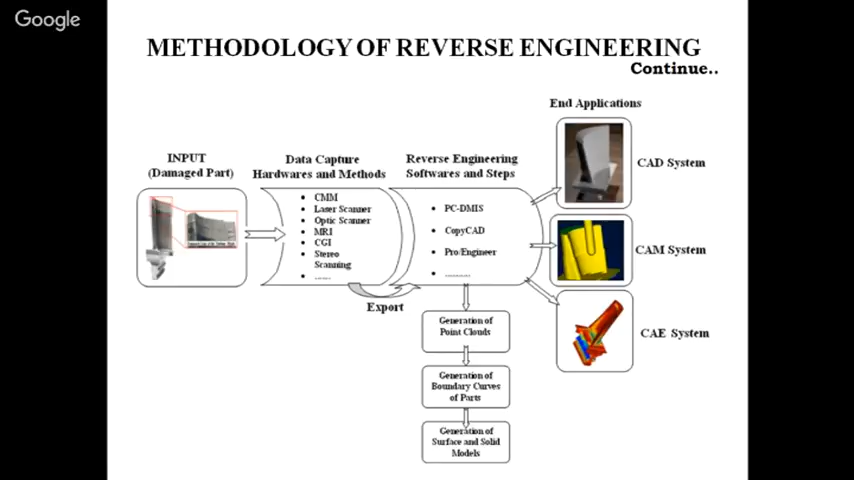 Google
METHODOLOGY OF REVERSE ENGINEERING
Continue..
End Applications
INPUT
(Damaged Part)
Data Capture
Hardwares and Methods
Reverse Engineering
Softwares and Steps
CAD System
• CMM
• Laser Scanner
• Optic Scanner
• MRI
• CGI
• Stereo
Scanning
• ......
• PC-DMIS
• CopyCAD
• Pro/Engineer
• ..........
CAM System
Export
Generation of
Point Clouds
CAE System
Generation of
Boundary Curves
of Parts
Generation of
Surface and Solid
Models